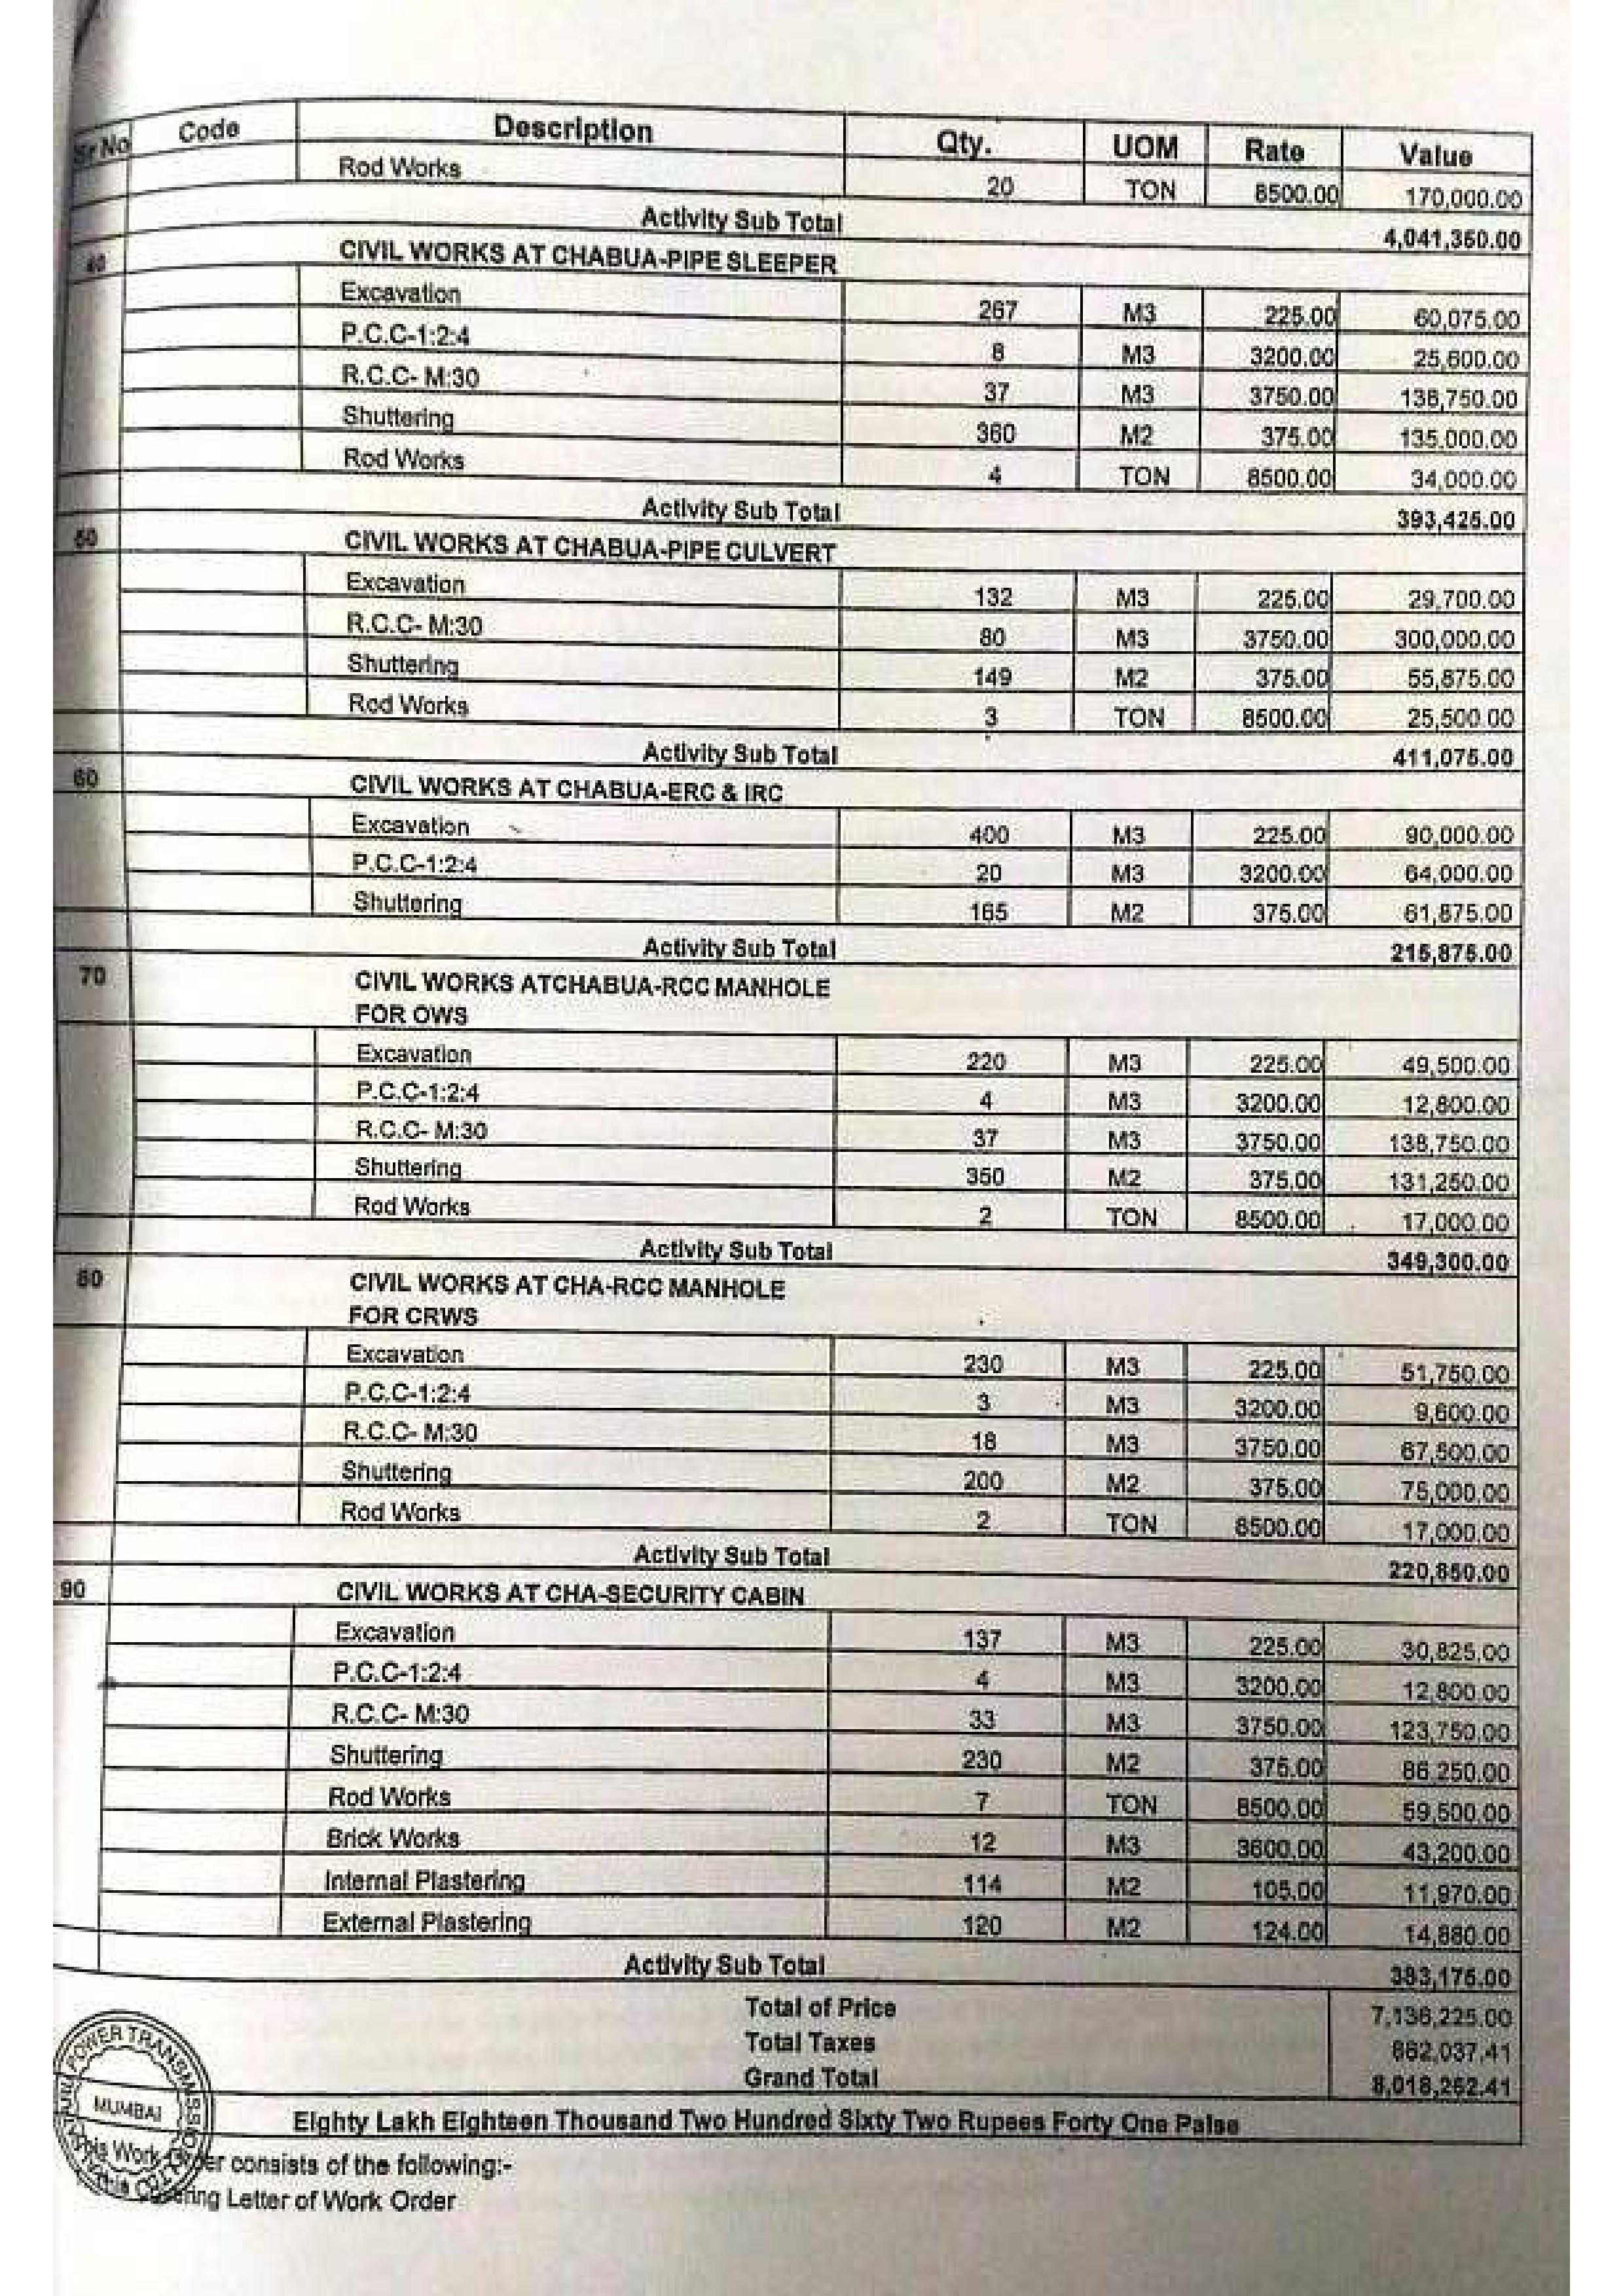 Sr No Code Description Qty. UOM Rate Value
Rod Works 20 TON 8500.00 170,000.00
Activity Sub Total 4,041,350.00
40 CIVIL WORKS AT CHABUA-PIPE SLEEPER
Excavation 267 M3 225.00 60,075.00
P.C.C-1:2:4 8 M3 3200.00 25,600.00
R.C.C- M:30 37 M3 3750.00 138,750.00
Shuttering 360 M2 375.00 135,000.00
Rod Works 4 TON 8500.00 34,000.00
Activity Sub Total 393,425.00
50 CIVIL WORKS AT CHABUA-PIPE CULVERT
Excavation 132 M3 225.00 29,700.00
R.C.C- M:30 80 M3 3750.00 300,000.00
Shuttering 149 M2 375.00 55,875.00
Rod Works 3 TON 8500.00 25,500.00
Activity Sub Total 411,075.00
60 CIVIL WORKS AT CHABUA-ERC & IRC
Excavation 400 M3 225.00 90,000.00
P.C.C-1:2:4 20 M3 3200.00 64,000.00
Shuttering 165 M2 375.00 61,875.00
Activity Sub Total 215,875.00
70 CIVIL WORKS ATCHABUA-RCC MANHOLE
FOR OWS
Excavation 220 M3 225.00 49,500.00
P.C.C-1:2:4 4 M3 3200.00 12,800.00
R.C.C- M:30 37 M3 3750.00 138,750.00
Shuttering 350 M2 375.00 131,250.00
Rod Works 2 TON 8500.00 17,000.00
Activity Sub Total 349,300.00
80 CIVIL WORKS AT CHA-RCC MANHOLE
FOR CRWS
Excavation 230 M3 225.00 51,750.00
P.C.C-1:2:4 3 M3 3200.00 9,600.00
R.C.C- M:30 18 M3 3750.00 67,500.00
Shuttering 200 M2 375.00 75,000.00
Rod Works 2 TON 8500.00 17,000.00
Activity Sub Total 220,850.00
90 CIVIL WORKS AT CHA-SECURITY CABIN
Excavation 137 M3 225.00 30,825.00
P.C.C-1:2:4 4 M3 3200.00 12,800.00
R.C.C- M:30 33 M3 3750.00 123,750.00
Shuttering 230 M2 375.00 86,250.00
Rod Works 7 TON 8500.00 59,500.00
Brick Works 12 M3 3600.00 43,200.00
Internal Plastering 114 M2 105.00 11,970.00
External Plastering 120 M2 124.00 14,880.00
Activity Sub Total 383,175.00
Total of Price 7,136,225.00
Total Taxes 882,037.41
Grand Total 8,018,262.41
Eighty Lakh Eighteen Thousand Two Hundred Sixty Two Rupees Forty One Paise
POWER TRANSMISSION
MUMBAI
This Work Order consists of the following:-
Covering Letter of Work Order